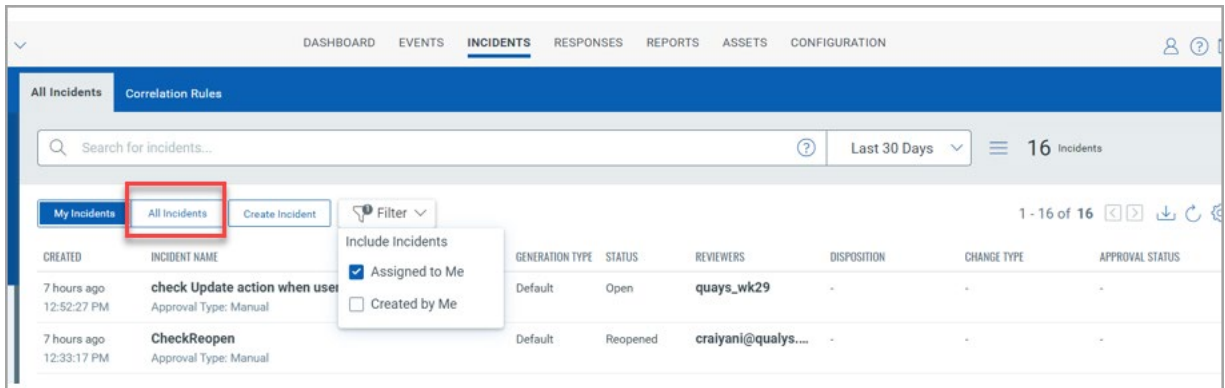 DASHBOARD EVENTS INCIDENTS RESPONSES REPORTS ASSETS CONFIGURATION
All Incidents Correlation Rules
Search for incidents... ? Last 30 Days 16 Incidents
My Incidents All Incidents Create Incident 1 Filter 1 - 16 of 16
Include Incidents
CREATED INCIDENT NAME GENERATION TYPE STATUS REVIEWERS DISPOSITION CHANGE TYPE APPROVAL STATUS
Assigned to Me
7 hours ago check Update action when user Default Open quays_wk29 - - -
12:52:27 PM Approval Type: Manual Created by Me
7 hours ago CheckReopen Default Reopened craiyani@qualys.... - - -
12:33:17 PM Approval Type: Manual